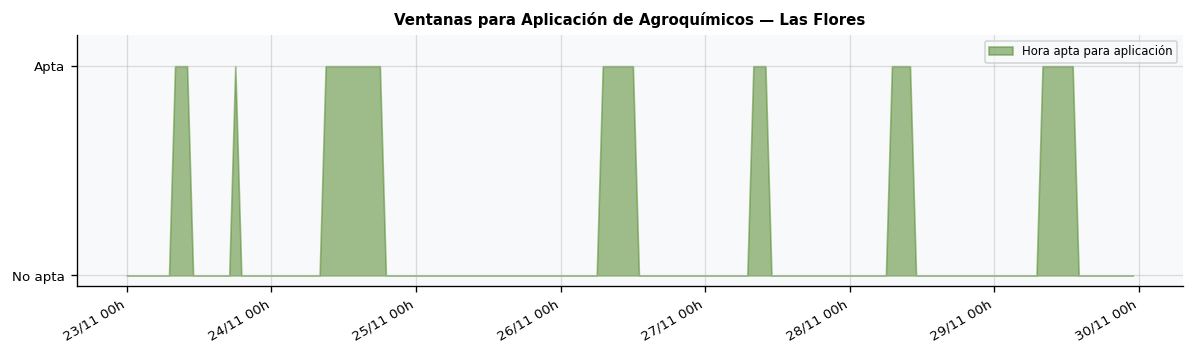 Ventanas para Aplicación de Agroquímicos — Las Flores
Hora apta para aplicación
Apta
No apta
23/11 00h
24/11 00h
25/11 00h
26/11 00h
27/11 00h
28/11 00h
29/11 00h
30/11 00h